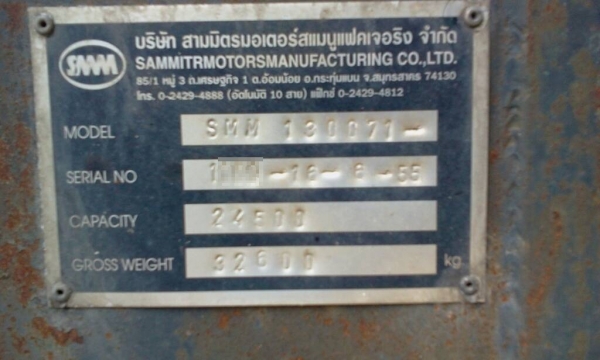 บริษัท สามมิตรมอเตอร์สแมนูแฟคเจอริง จำกัด
SMM SAMMITRMOTORSMANUFACTURING CO.,LTD.
85/1 หมู่ 3 ถ.เศรษฐกิจ 1 ต.อ้อมน้อย อ.กระทุ่มแบน จ.สมุทรสาคร 74130
โทร. 0-2429-4888 (อัตโนมัติ 10 สาย) แฟ็กซ์ 0-2429-4812
MODEL SMM 130071-
SERIAL NO -16-6-55
CAPACITY 24500
GROSS WEIGHT 32600 kg